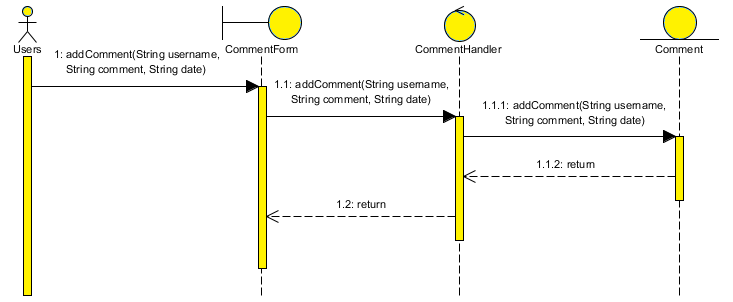 Users
CommentForm
CommentHandler
Comment
1: addComment(String username,
String comment, String date)
1.1: addComment(String username,
String comment, String date)
1.1.1: addComment(String username,
String comment, String date)
1.1.2: return
1.2: return